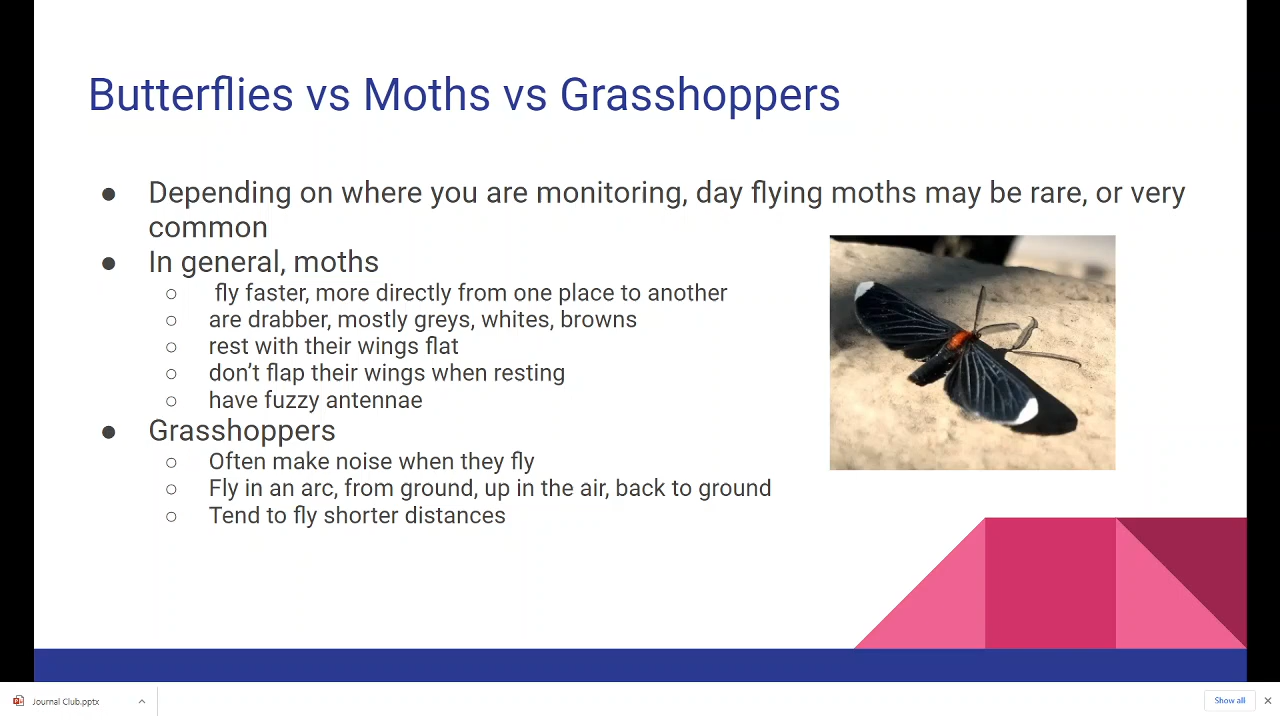 Butterflies vs Moths vs Grasshoppers
● Depending on where you are monitoring, day flying moths may be rare, or very
common
● In general, moths
○ fly faster, more directly from one place to another
○ are drabber, mostly greys, whites, browns
○ rest with their wings flat
○ don’t flap their wings when resting
○ have fuzzy antennae
● Grasshoppers
○ Often make noise when they fly
○ Fly in an arc, from ground, up in the air, back to ground
○ Tend to fly shorter distances
Journal Club.pptx
Show all